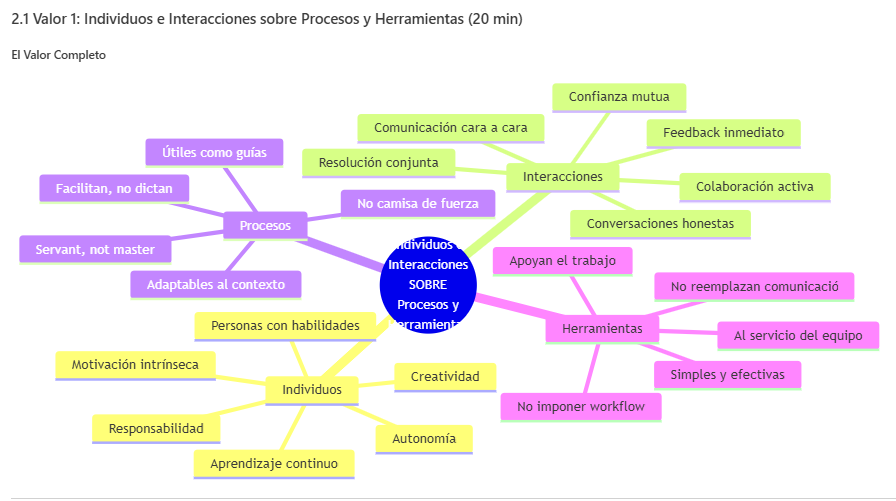 2.1 Valor 1: Individuos e Interacciones sobre Procesos y Herramientas (20 min)
El Valor Completo
Confianza mutua
Comunicación cara a cara
Feedback inmediato
Resolución conjunta
Interacciones
Colaboración activa
Conversaciones honestas
Útiles como guías
Facilitan, no dictan
No camisa de fuerza
Procesos
Servant, not master
Adaptables al contexto
Interacciones
SOBRE
Procesos y
Apoyan el trabajo
No reemplazan comunicació
Herramientas
Al servicio del equipo
Simples y efectivas
No imponer workflow
Personas con habilidades
Motivación intrínseca
Creatividad
Individuos
Responsabilidad
Autonomía
Aprendizaje continuo